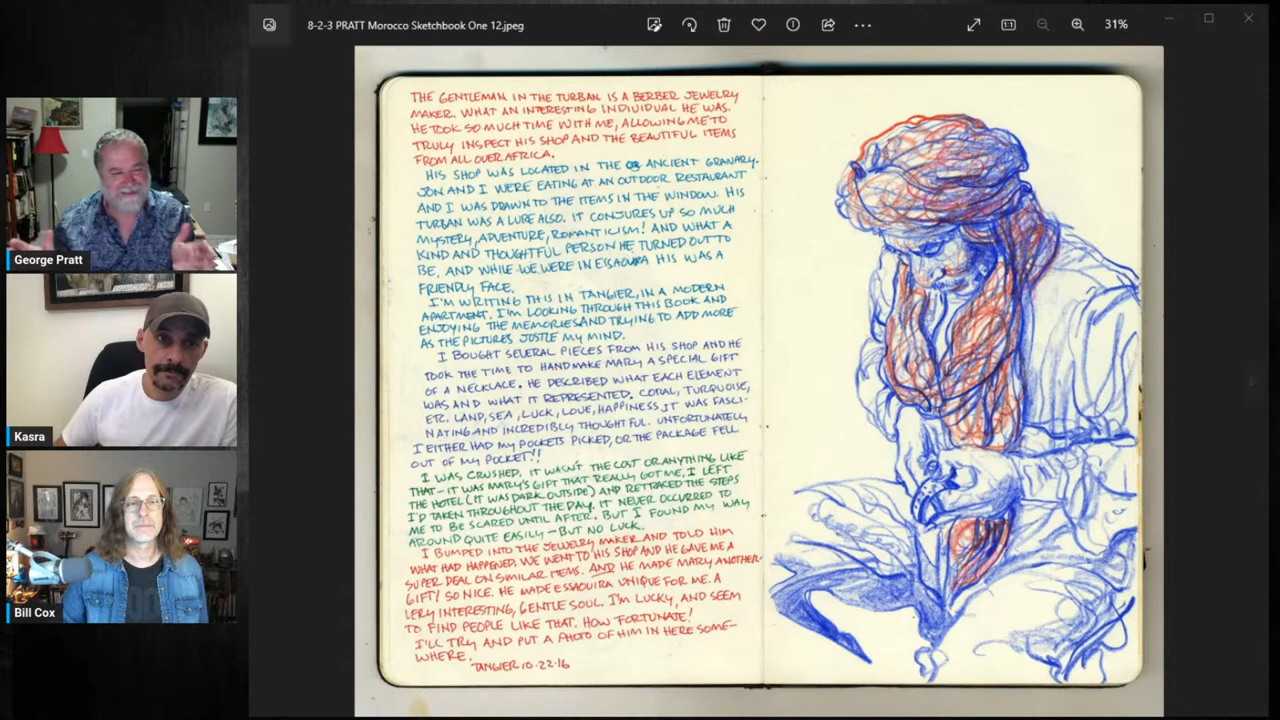 8-2-3 PRATT Morocco Sketchbook One 12.jpeg
31%
THE GENTLEMAN IN THE TURBAN IS A BERBER JEWELRY
MAKER. WHAT AN INTERESTING INDIVIDUAL HE WAS.
HE TOOK SO MUCH TIME WITH ME, ALLOWING ME TO
TRULY INSPECT HIS SHOP AND THE BEAUTIFUL ITEMS
FROM ALL OVER AFRICA.
HIS SHOP WAS LOCATED IN THE ANCIENT GRANARY.
JON AND I WERE EATING AT AN OUTDOOR RESTAURANT
AND I WAS DRAWN TO THE ITEMS IN THE WINDOW. HIS
TURBAN WAS A LURE ALSO. IT CONJURES UP SO MUCH
MYSTERY, ADVENTURE, ROMANTICISM! AND WHAT A
KIND AND THOUGHTFUL PERSON HE TURNED OUT TO
BE, AND WHILE WE WERE IN ESSAOUIRA HIS WAS A
FRIENDLY FACE.
I'M WRITING THIS IN TANGIER, IN A MODERN
APARTMENT. I'M LOOKING THROUGH THIS BOOK AND
ENJOYING THE MEMORIES AND TRYING TO ADD MORE
AS THE PICTURES JOSTLE MY MIND.
I BOUGHT SEVERAL PIECES FROM HIS SHOP AND HE
TOOK THE TIME TO HANDMAKE MARY A SPECIAL GIFT
OF A NECKLACE. HE DESCRIBED WHAT EACH ELEMENT
WAS AND WHAT IT REPRESENTED. CORAL, TURQUOISE,
ETC. LAND, SEA, LUCK, LOVE, HAPPINESS. IT WAS FASCI-
NATING AND INCREDIBLY THOUGHTFUL. UNFORTUNATELY
I EITHER HAD MY POCKETS PICKED, OR THE PACKAGE FELL
OUT OF MY POCKET!!
I WAS CRUSHED. IT WASN'T THE COST OR ANYTHING LIKE
THAT - IT WAS MARY'S GIFT THAT REALLY GOT ME. I LEFT
THE HOTEL (IT WAS DARK OUTSIDE) AND RETRACED THE STEPS
I'D TAKEN THROUGHOUT THE DAY. IT NEVER OCCURRED TO
ME TO BE SCARED UNTIL AFTER. BUT I FOUND MY WAY
AROUND QUITE EASILY - BUT NO LUCK.
I BUMPED INTO THE JEWELRY MAKER AND TOLD HIM
WHAT HAD HAPPENED. WE WENT TO HIS SHOP AND HE GAVE ME A
SUPER DEAL ON SIMILAR ITEMS. AND HE MADE MARY ANOTHER
GIFT! SO NICE. HE MADE ESSAOUIRA UNIQUE FOR ME. A
VERY INTERESTING, GENTLE SOUL. I'M LUCKY, AND SEEM
TO FIND PEOPLE LIKE THAT. HOW FORTUNATE!
I'LL TRY AND PUT A PHOTO OF HIM IN HERE SOME-
WHERE.
TANGIER 10·22·16
George Pratt
Kasra
Bill Cox